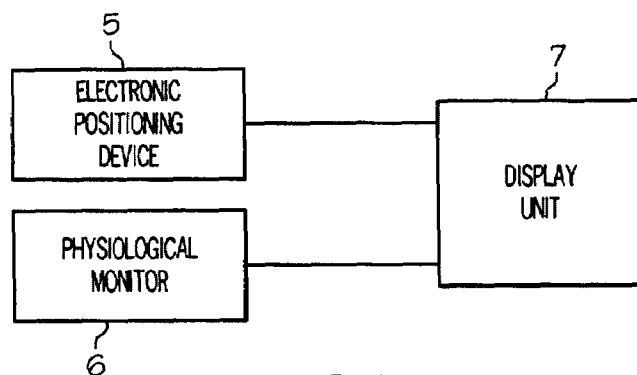 5
ELECTRONIC
POSITIONING
DEVICE
7
DISPLAY
UNIT
PHYSIOLOGICAL
MONITOR
6